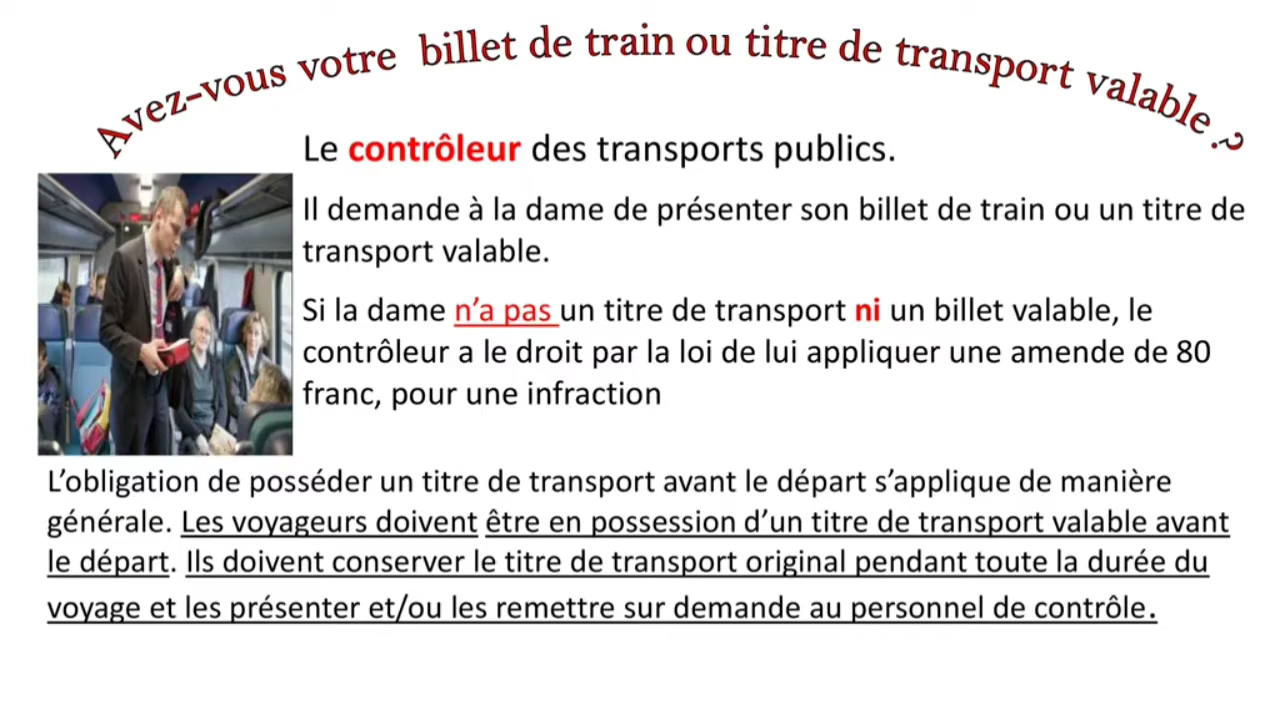 Avez-vous votre billet de train ou titre de transport valable ?
Le contrôleur des transports publics.
Il demande à la dame de présenter son billet de train ou un titre de
transport valable.
Si la dame n’a pas un titre de transport ni un billet valable, le
contrôleur a le droit par la loi de lui appliquer une amende de 80
franc, pour une infraction
L’obligation de posséder un titre de transport avant le départ s’applique de manière
générale. Les voyageurs doivent être en possession d’un titre de transport valable avant
le départ. Ils doivent conserver le titre de transport original pendant toute la durée du
voyage et les présenter et/ou les remettre sur demande au personnel de contrôle.